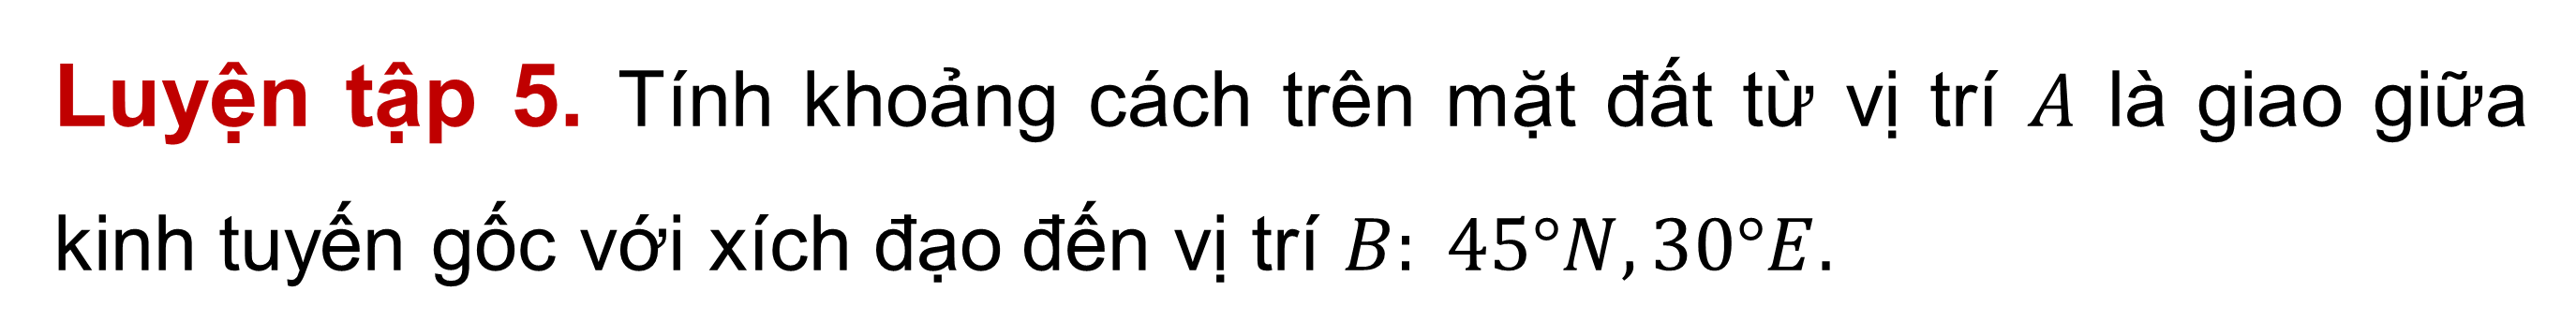 Luyện tập 5. Tính khoảng cách trên mặt đất từ vị trí A là giao giữa
kinh tuyến gốc với xích đạo đến vị trí B: 45°N, 30°E.